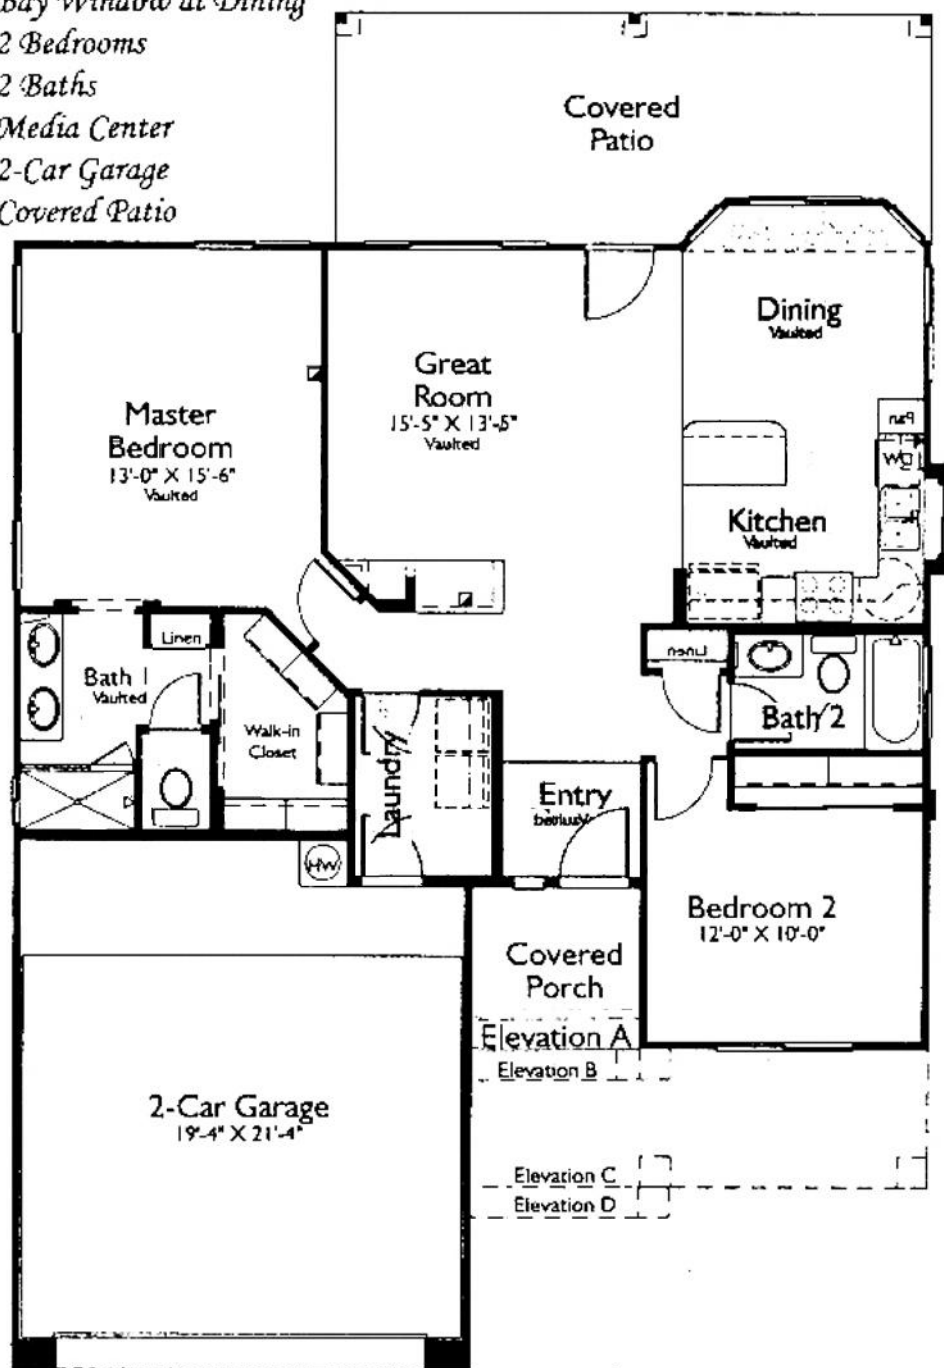 Bay Window at Dining
2 Bedrooms
2 Baths
Media Center
2-Car Garage
Covered Patio
Covered
Patio
Dining
Vaulted
Great
Room
15'-5" X 13'-5"
Vaulted
Master
Bedroom
13'-0" X 15'-6"
Vaulted
Pan
DW
Kitchen
Vaulted
Linen
Bath 1
Vaulted
Walk-in
Closet
Laundry
Linen
Bath 2
Entry
Vaulted
HW
Bedroom 2
12'-0" X 10'-0"
Covered
Porch
Elevation A
Elevation B
2-Car Garage
19'-4" X 21'-4"
Elevation C
Elevation D